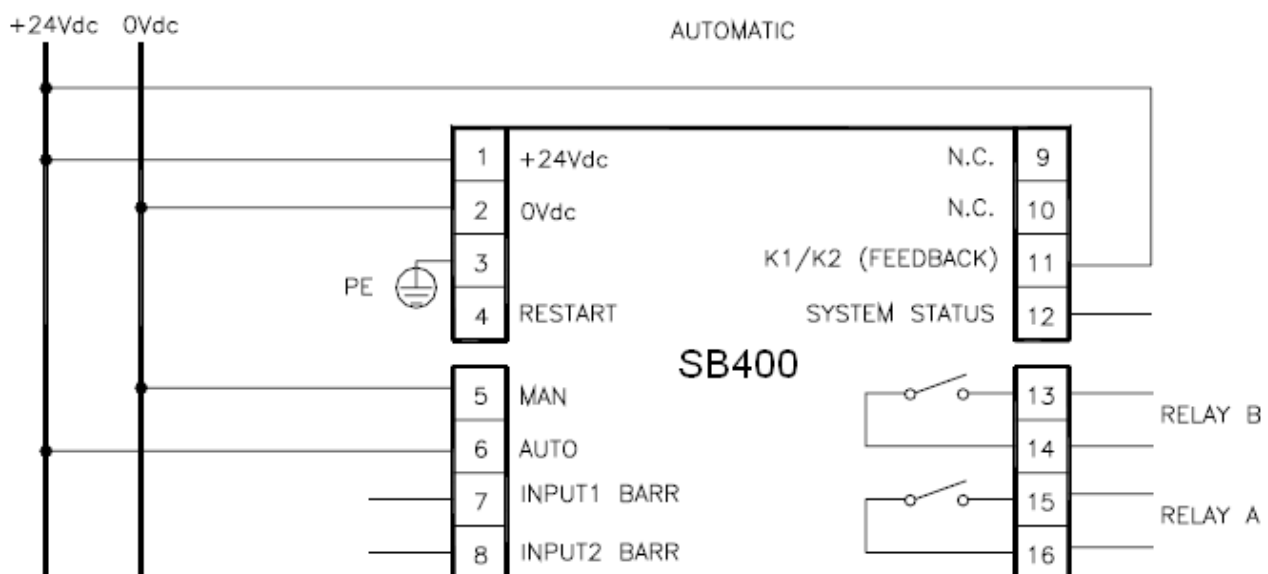 +24Vdc 0Vdc
AUTOMATIC
1 +24Vdc N.C. 9
2 0Vdc N.C. 10
PE 3 K1/K2 (FEEDBACK) 11
4 RESTART SYSTEM STATUS 12
SB400
5 MAN 13
RELAY B
6 AUTO 14
7 INPUT1 BARR 15
RELAY A
8 INPUT2 BARR 16